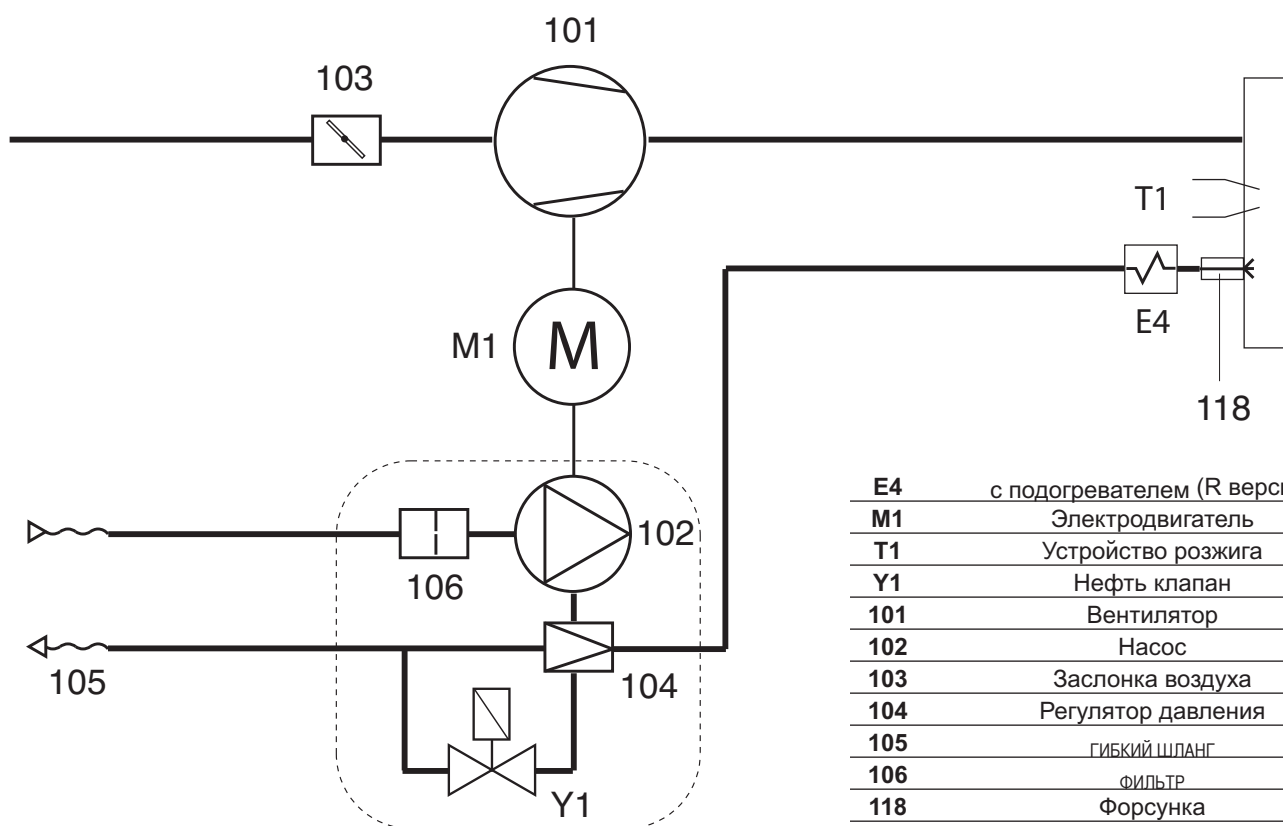 101
103
T1
E4
M1
M
118
102
106
105
104
Y1
E4 с подогревателем (R верси
M1 Электродвигатель
T1 Устройство розжига
Y1 Нефть клапан
101 Вентилятор
102 Насос
103 Заслонка воздуха
104 Регулятор давления
105 ГИБКИЙ ШЛАНГ
106 ФИЛЬТР
118 Форсунка